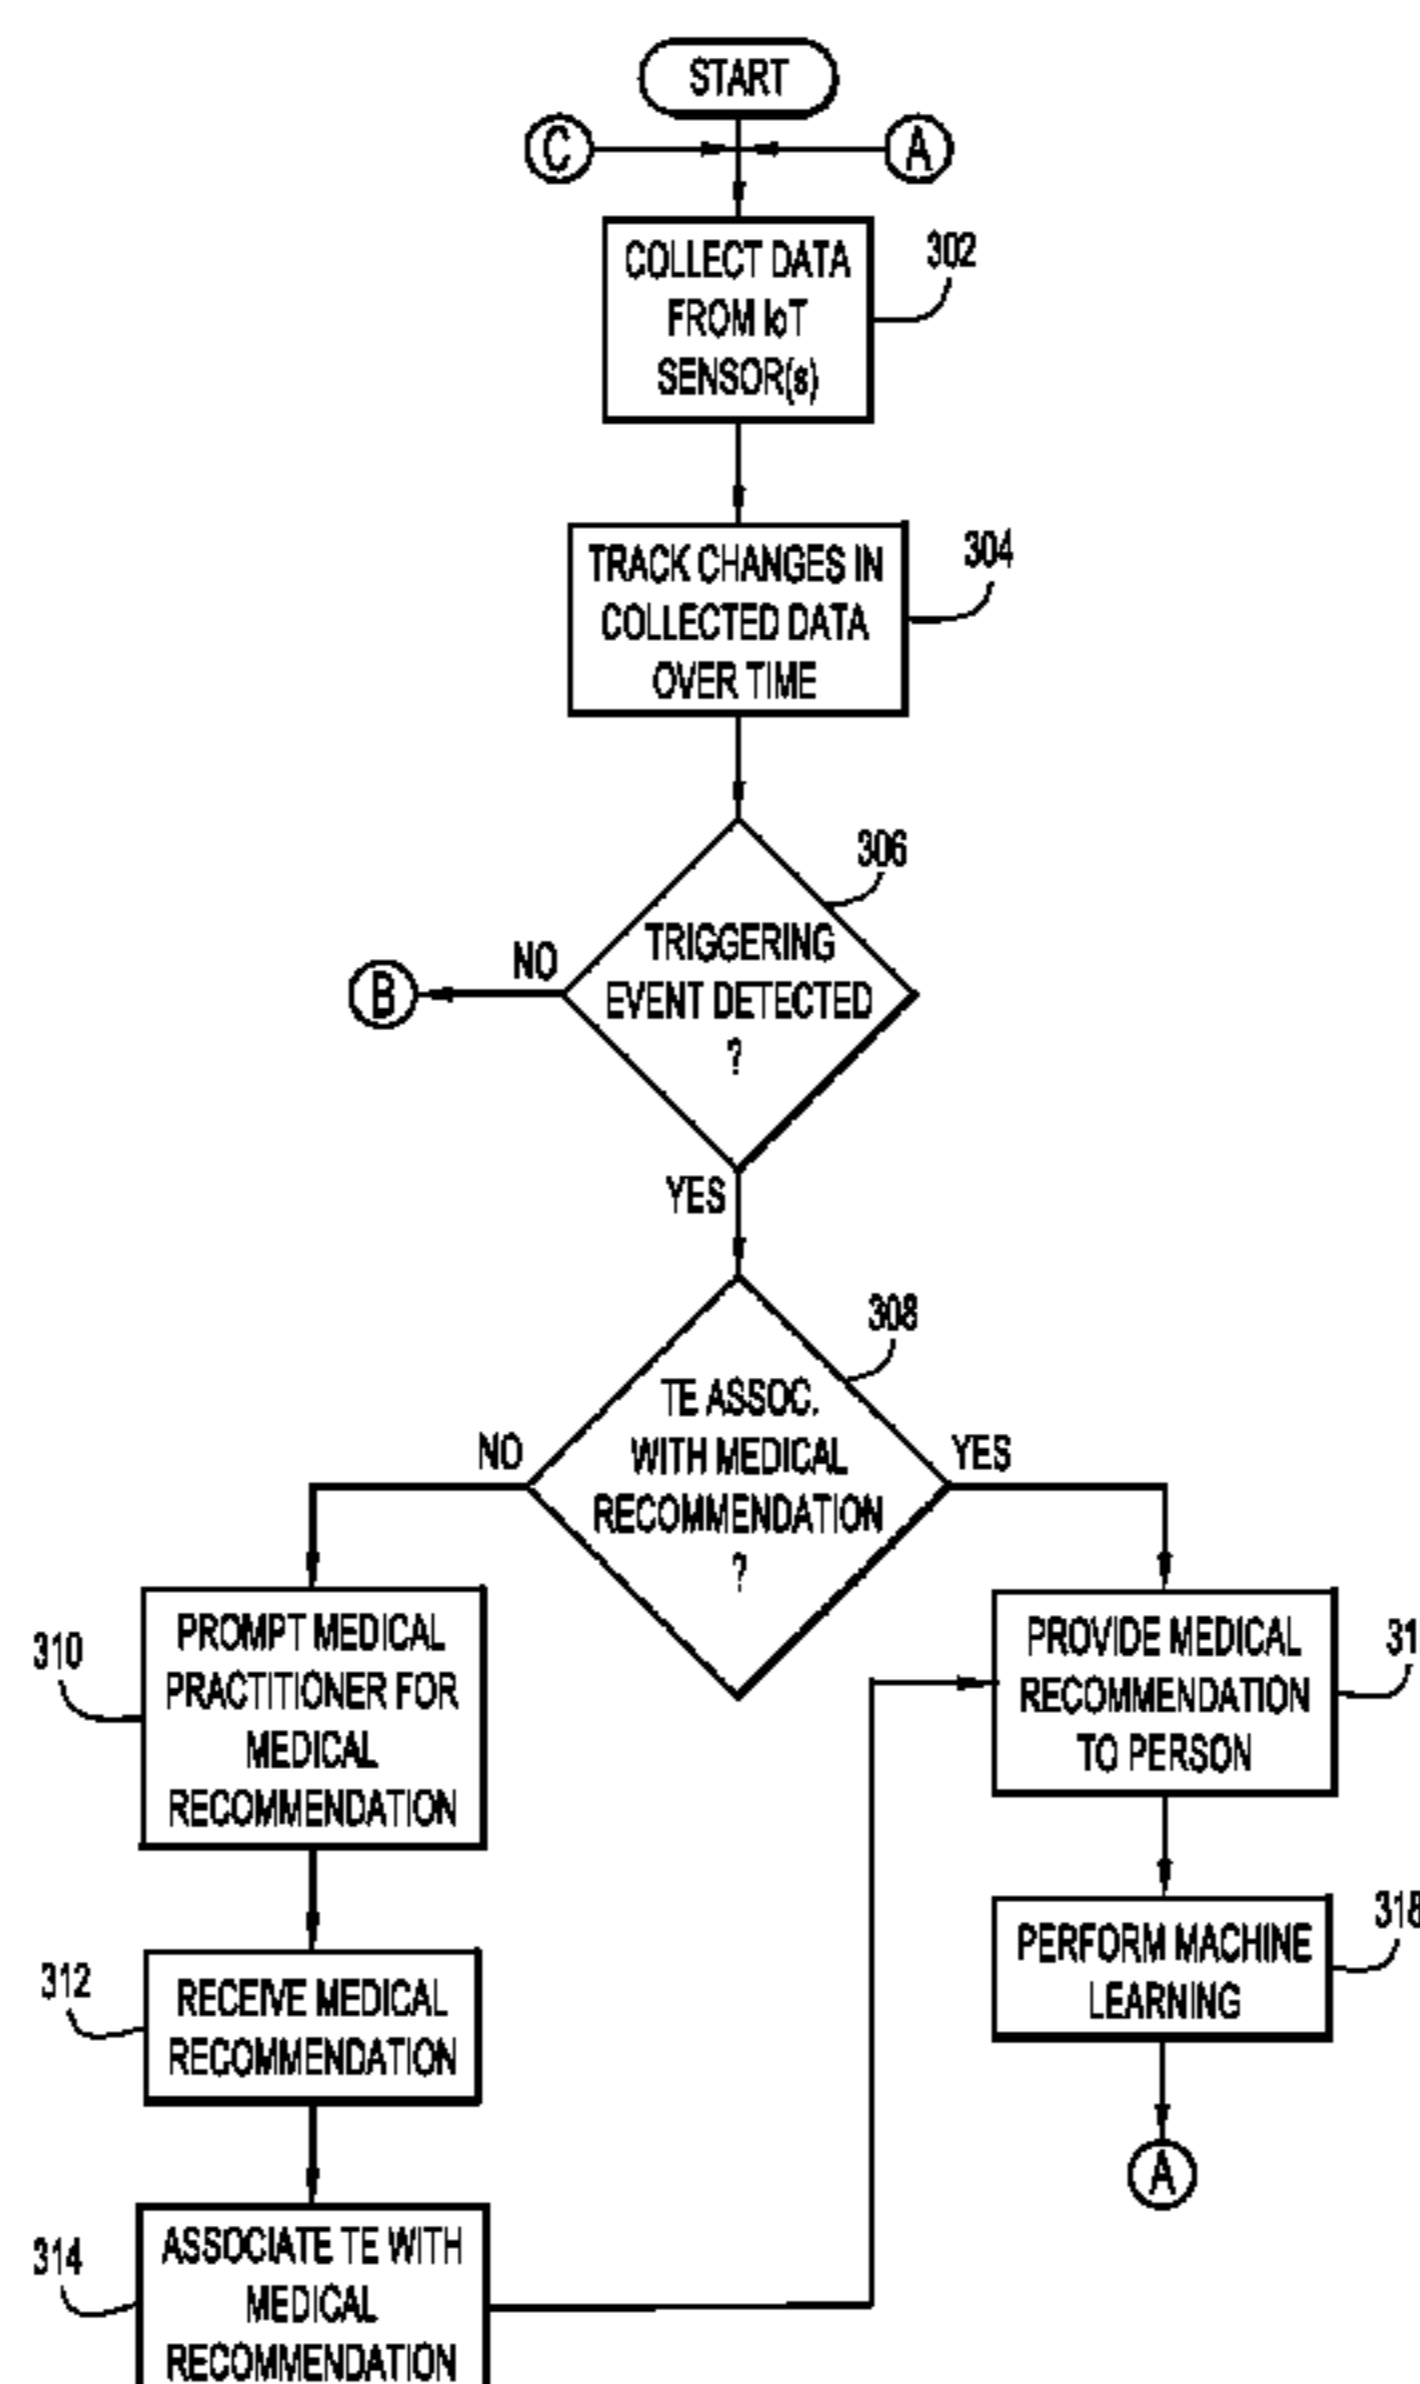 START
C
A
COLLECT DATA
FROM IoT
SENSOR(s)
302
TRACK CHANGES IN
COLLECTED DATA
OVER TIME
304
306
TRIGGERING
EVENT DETECTED
?
NO
B
YES
308
TE ASSOC.
WITH MEDICAL
RECOMMENDATION
?
NO
YES
310
PROMPT MEDICAL
PRACTITIONER FOR
MEDICAL
RECOMMENDATION
PROVIDE MEDICAL
RECOMMENDATION
TO PERSON
31
312
RECEIVE MEDICAL
RECOMMENDATION
PERFORM MACHINE
LEARNING
318
A
314
ASSOCIATE TE WITH
MEDICAL
RECOMMENDATION